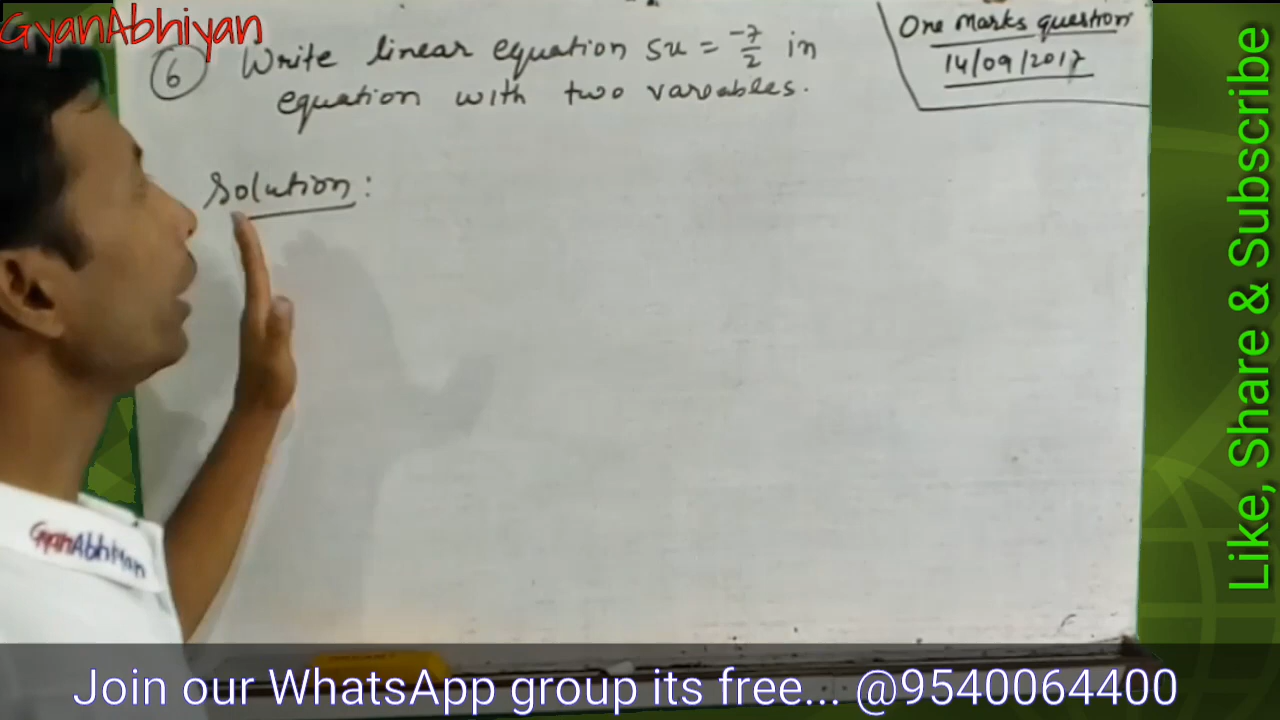 GyanAbhiyan
One Marks question
14/09/2017
6 Write linear equation 5x = -7/2 in
equation with two vareables.
Solution:
GyanAbhiyan
Like, Share & Subscribe
Join our WhatsApp group its free... @9540064400